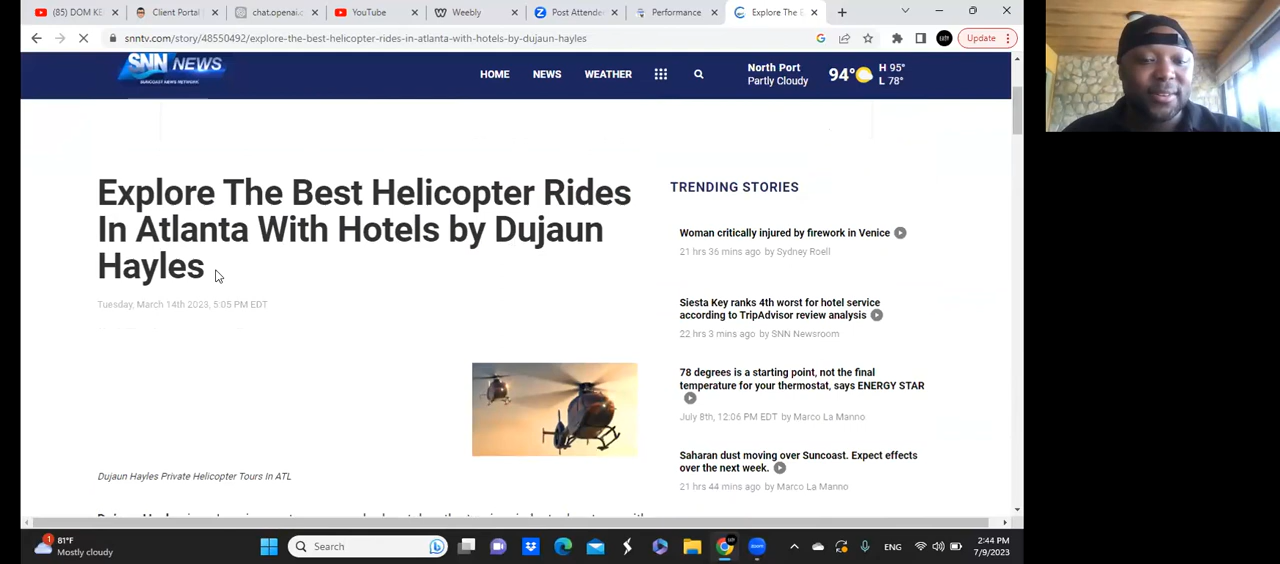 (85) DOM KE
Client Portal
chat.openai.c
YouTube
Weebly
Post Attende
Performance
Explore The E
snntv.com/story/48550492/explore-the-best-helicopter-rides-in-atlanta-with-hotels-by-dujaun-hayles
Update
SNN NEWS
SUNCOAST NEWS NETWORK
HOME NEWS WEATHER
North Port
Partly Cloudy
94°
H 95°
L 78°
Explore The Best Helicopter Rides
In Atlanta With Hotels by Dujaun
Hayles
Tuesday, March 14th 2023, 5:05 PM EDT
Dujaun Hayles Private Helicopter Tours In ATL
TRENDING STORIES
Woman critically injured by firework in Venice
21 hrs 36 mins ago by Sydney Roell
Siesta Key ranks 4th worst for hotel service
according to TripAdvisor review analysis
22 hrs 3 mins ago by SNN Newsroom
78 degrees is a starting point, not the final
temperature for your thermostat, says ENERGY STAR
July 8th, 12:06 PM EDT by Marco La Manno
Saharan dust moving over Suncoast. Expect effects
over the next week.
21 hrs 44 mins ago by Marco La Manno
1
81°F
Mostly cloudy
Search
ENG
2:44 PM
7/9/2023